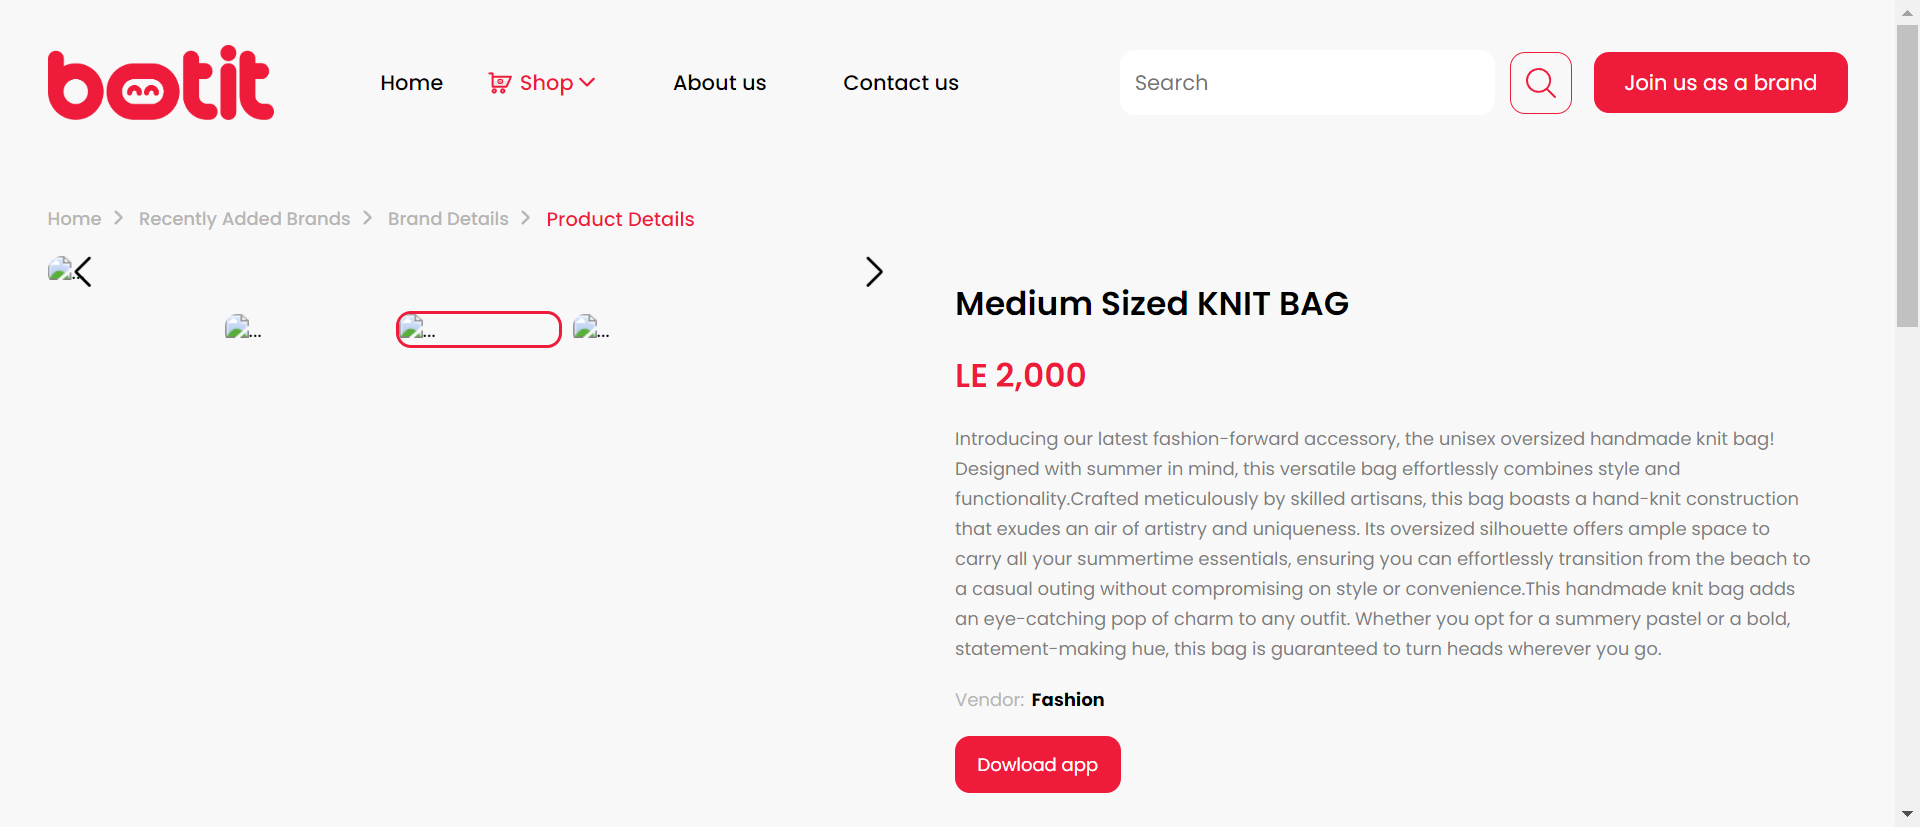 botit
Home
Shop
About us
Contact us
Search
Join us as a brand
Home
Recently Added Brands
Brand Details
Product Details
...
...
...
...
Medium Sized KNIT BAG
LE 2,000
Introducing our latest fashion-forward accessory, the unisex oversized handmade knit bag!
Designed with summer in mind, this versatile bag effortlessly combines style and
functionality.Crafted meticulously by skilled artisans, this bag boasts a hand-knit construction
that exudes an air of artistry and uniqueness. Its oversized silhouette offers ample space to
carry all your summertime essentials, ensuring you can effortlessly transition from the beach to
a casual outing without compromising on style or convenience.This handmade knit bag adds
an eye-catching pop of charm to any outfit. Whether you opt for a summery pastel or a bold,
statement-making hue, this bag is guaranteed to turn heads wherever you go.
Vendor: Fashion
Dowload app